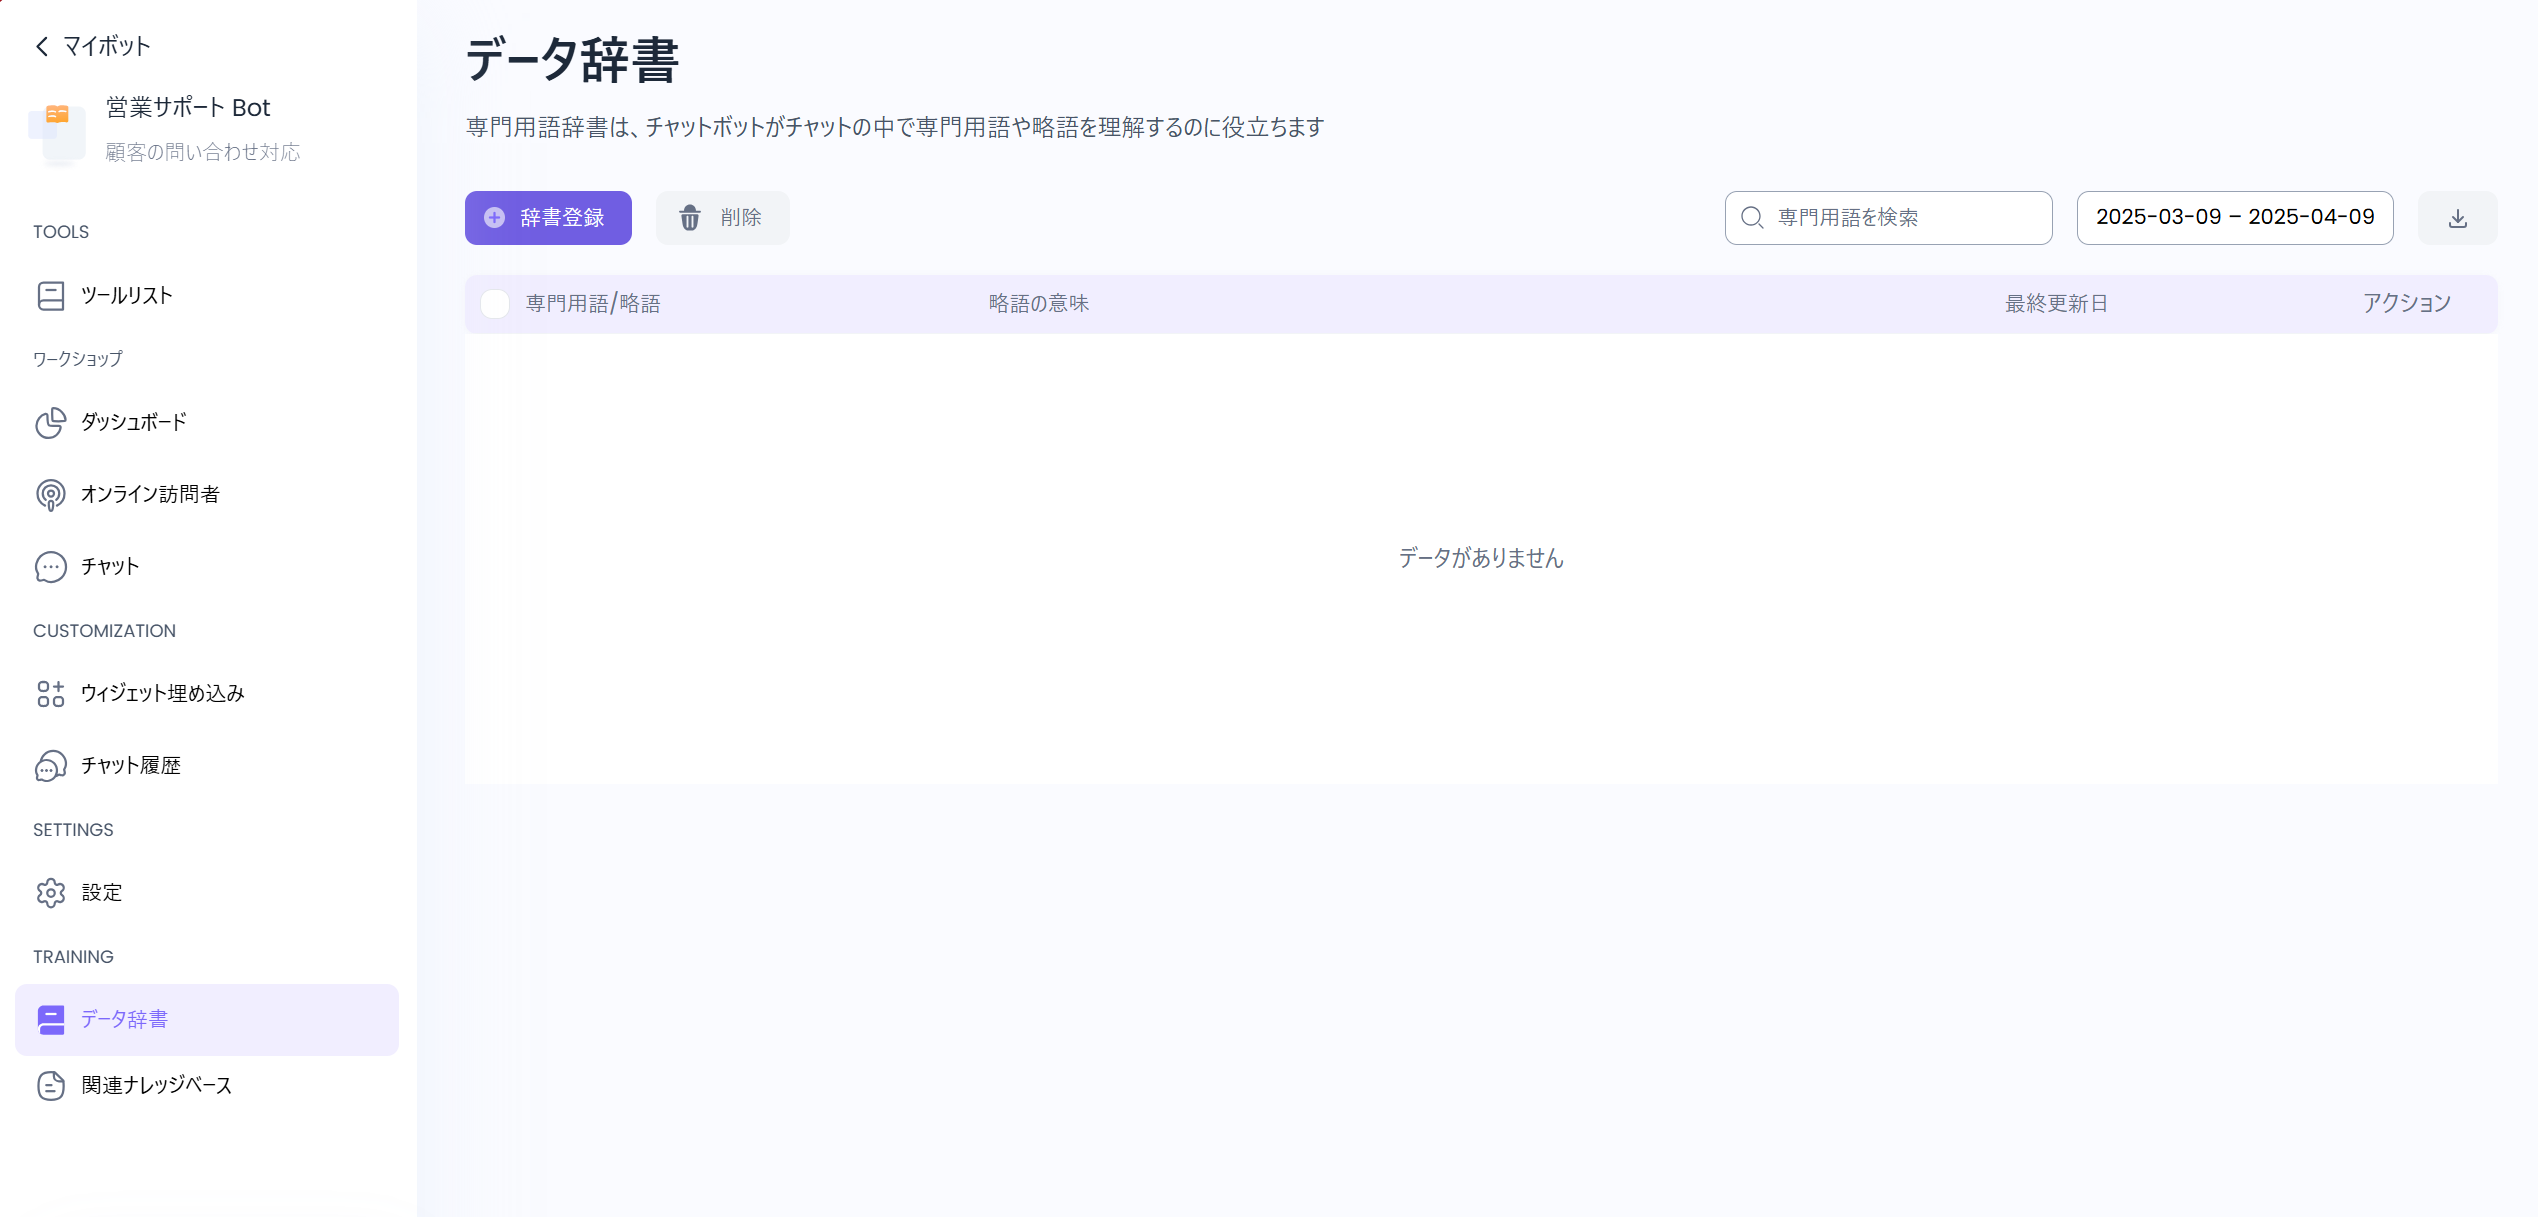 マイボット
営業サポート Bot
顧客の問い合わせ対応
TOOLS
ツールリスト
ワークショップ
ダッシュボード
オンライン訪問者
チャット
CUSTOMIZATION
ウィジェット埋め込み
チャット履歴
SETTINGS
設定
TRAINING
データ辞書
関連ナレッジベース
データ辞書
専門用語辞書は、チャットボットがチャットの中で専門用語や略語を理解するのに役立ちます
辞書登録
削除
専門用語を検索
2025-03-09 – 2025-04-09
専門用語/略語
略語の意味
最終更新日
アクション
データがありません